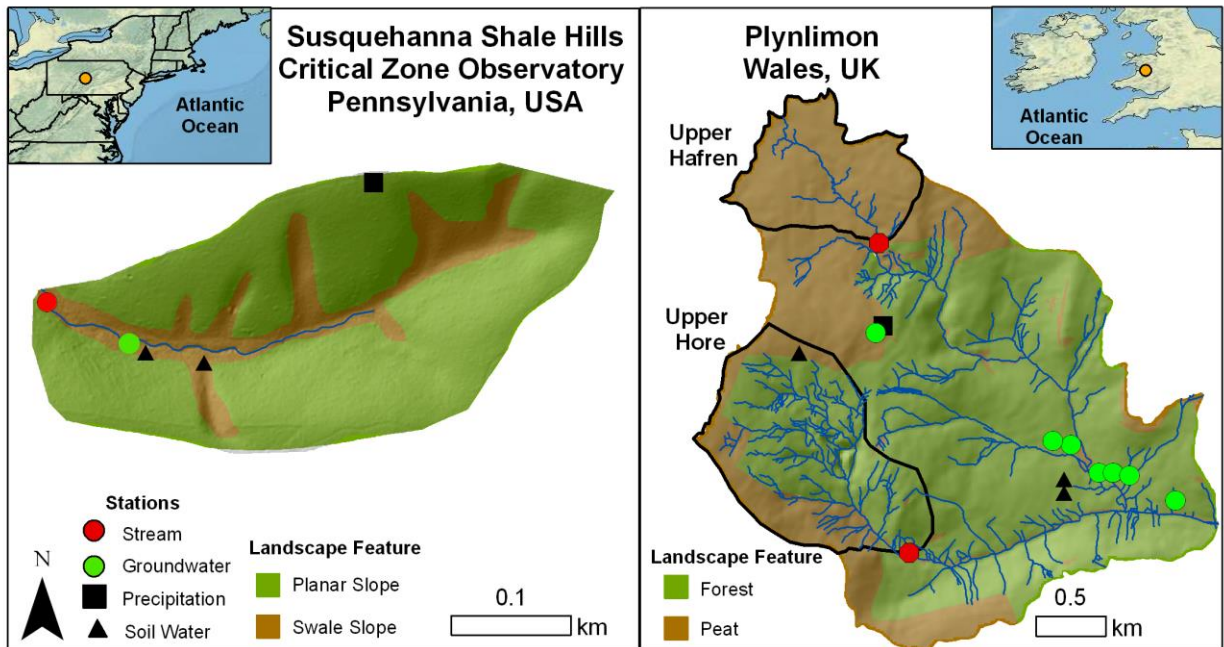 Susquehanna Shale Hills
Critical Zone Observatory
Pennsylvania, USA
Atlantic
Ocean
Stations
Stream
Groundwater
Precipitation
Soil Water
N
Landscape Feature
Planar Slope
Swale Slope
0.1
km
Plynlimon
Wales, UK
Atlantic
Ocean
Upper
Hafren
Upper
Hore
Landscape Feature
Forest
Peat
0.5
km